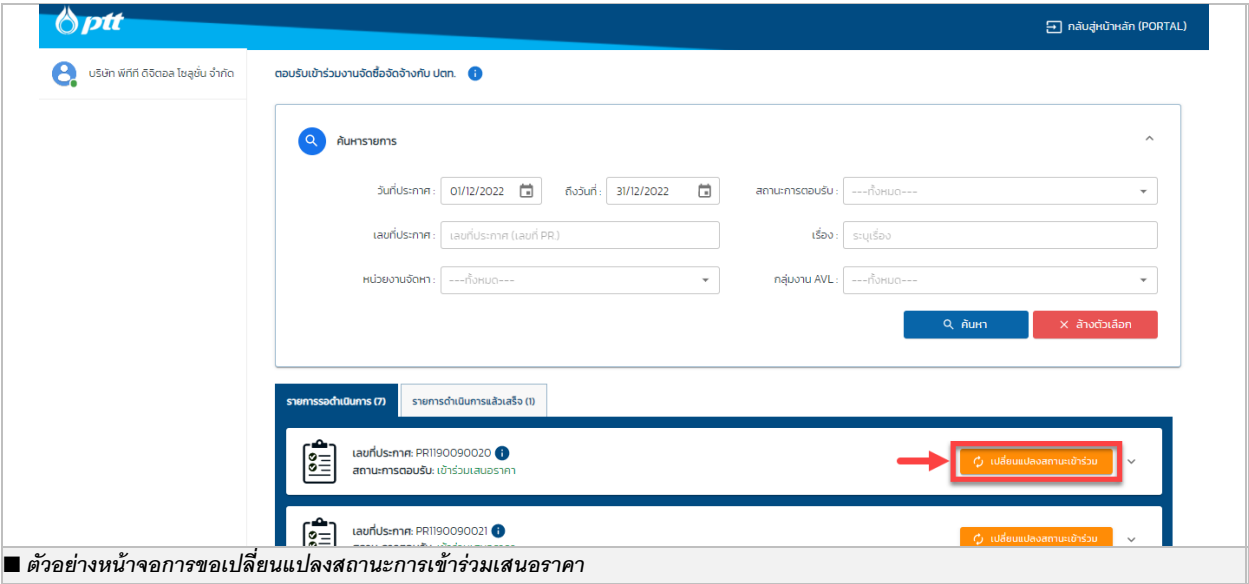 ptt
กลับสู่หน้าหลัก (PORTAL)
บริษัท พีทีที ดิจิตอล โซลูชั่น จำกัด
ตอบรับเข้าร่วมงานจัดซื้อจัดจ้างกับ ปตท.
ค้นหารายการ
วันที่ประกาศ : 01/12/2022 ถึงวันที่ : 31/12/2022 สถานะการตอบรับ : ---ทั้งหมด---
เลขที่ประกาศ : เลขที่ประกาศ (เลขที่ PR.) เรื่อง : ระบุเรื่อง
หน่วยงานจัดหา : ---ทั้งหมด--- กลุ่มงาน AVL : ---ทั้งหมด---
ค้นหา ล้างตัวเลือก
รายการรอดำเนินการ (7) รายการดำเนินการแล้วเสร็จ (1)
เลขที่ประกาศ: PR1190090020
สถานะการตอบรับ: เข้าร่วมเสนอราคา
เปลี่ยนแปลงสถานะเข้าร่วม
เลขที่ประกาศ: PR1190090021
เปลี่ยนแปลงสถานะเข้าร่วม
■ ตัวอย่างหน้าจอการขอเปลี่ยนแปลงสถานะการเข้าร่วมเสนอราคา